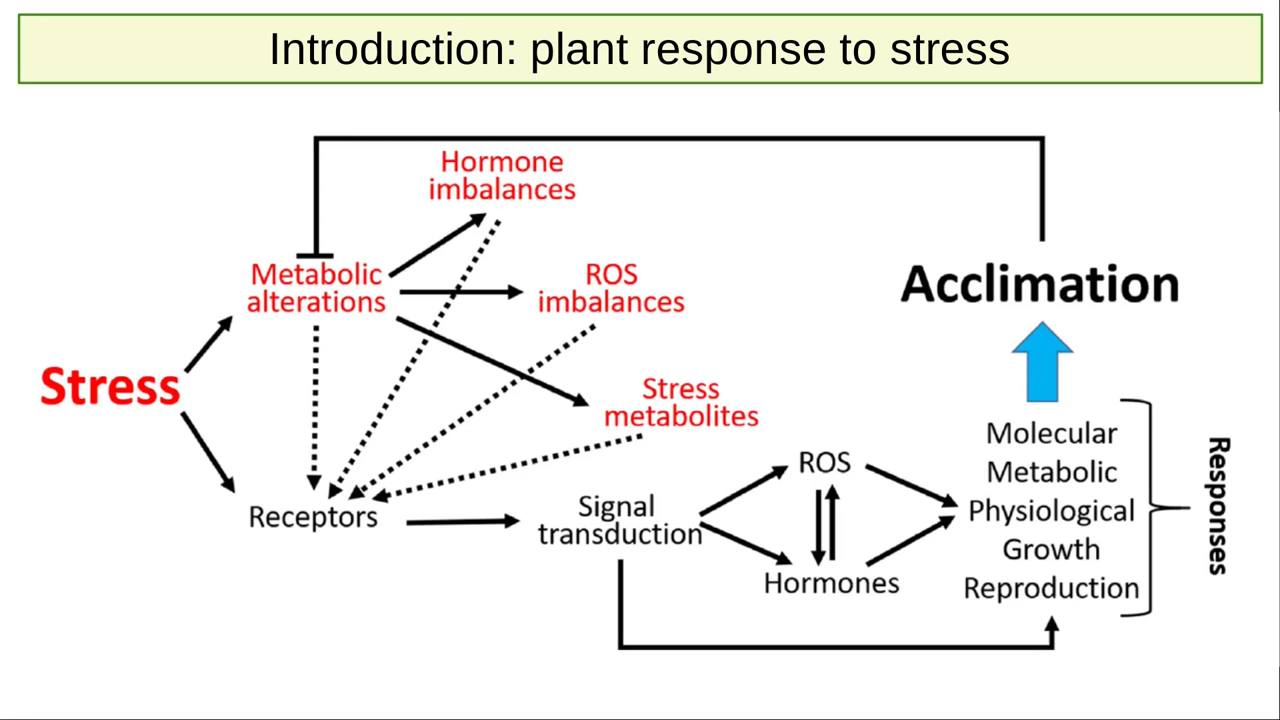 Introduction: plant response to stress
Hormone
imbalances
Metabolic
alterations
ROS
imbalances
Acclimation
Stress
Stress
metabolites
Receptors
Signal
transduction
ROS
Hormones
Molecular
Metabolic
Physiological
Growth
Reproduction
Responses